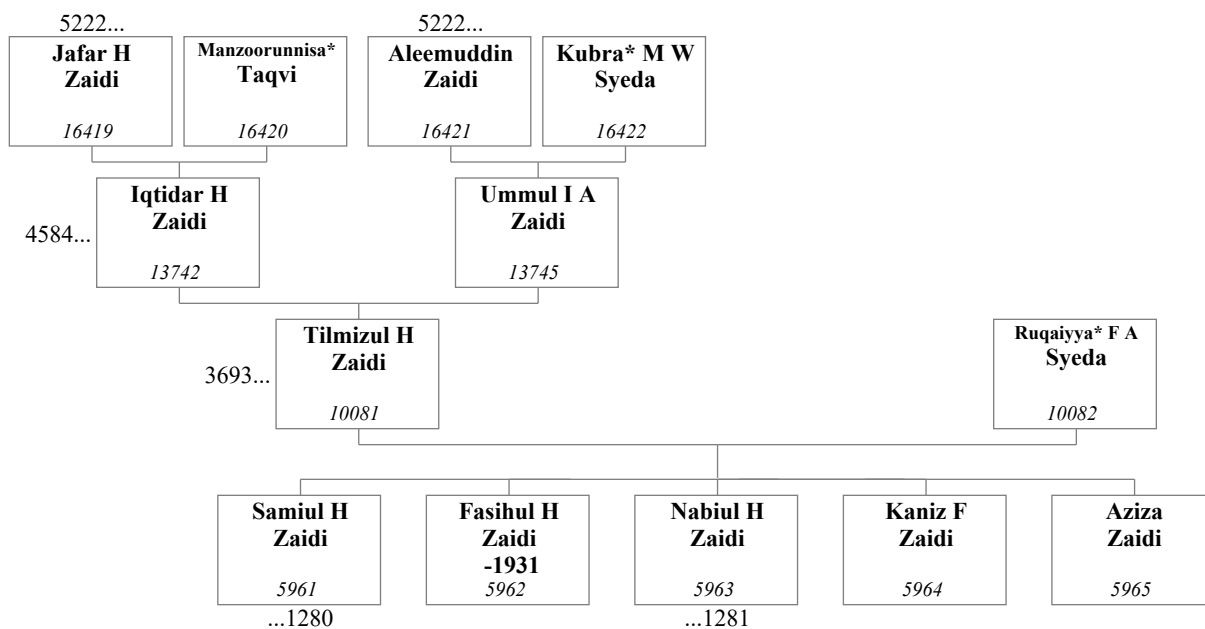 5222...
5222...
Jafar H
Zaidi
16419
Manzoorunnisa*
Taqvi
16420
Aleemuddin
Zaidi
16421
Kubra* M W
Syeda
16422
4584...
Iqtidar H
Zaidi
13742
Ummul I A
Zaidi
13745
3693...
Tilmizul H
Zaidi
10081
Ruqaiyya* F A
Syeda
10082
Samiul H
Zaidi
5961
...1280
Fasihul H
Zaidi
-1931
5962
Nabiul H
Zaidi
5963
...1281
Kaniz F
Zaidi
5964
Aziza
Zaidi
5965